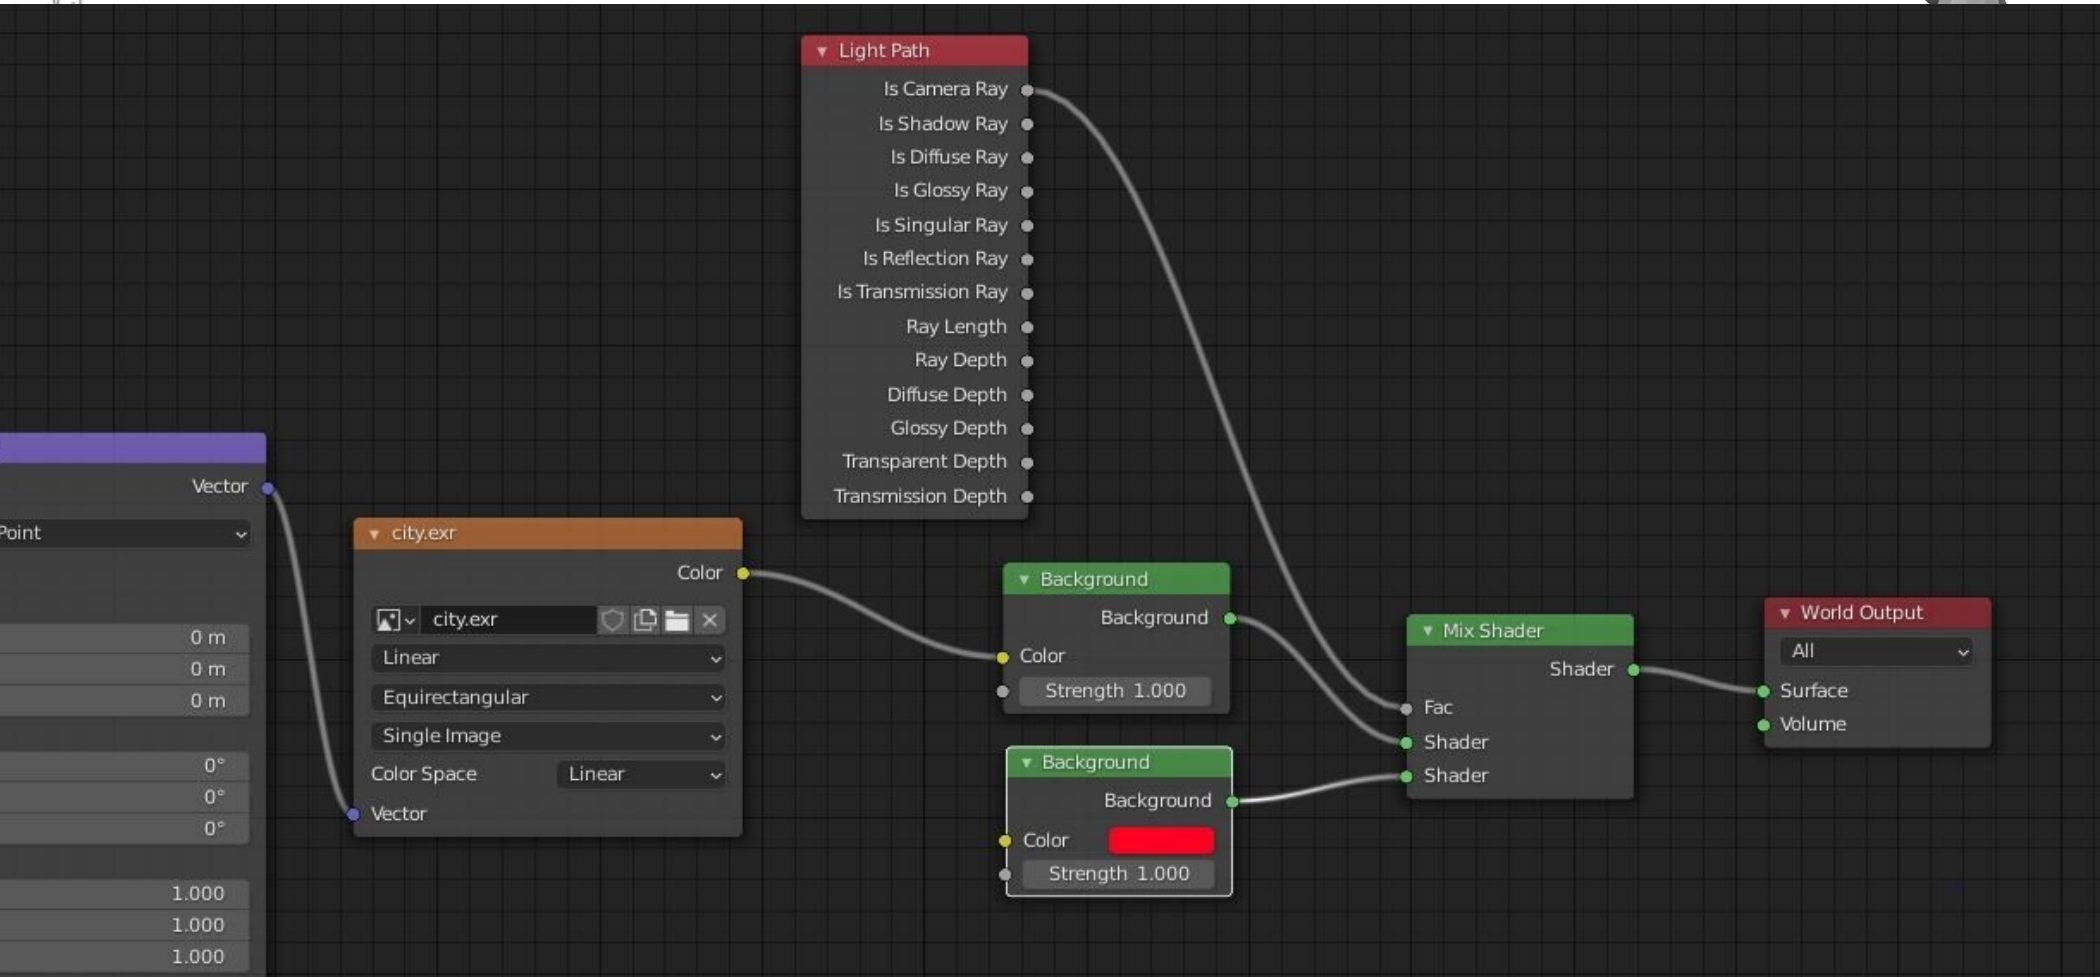 Light Path
Is Camera Ray
Is Shadow Ray
Is Diffuse Ray
Is Glossy Ray
Is Singular Ray
Is Reflection Ray
Is Transmission Ray
Ray Length
Ray Depth
Diffuse Depth
Glossy Depth
Transparent Depth
Transmission Depth
Vector
Point
0 m
0 m
0 m
0°
0°
0°
1.000
1.000
1.000
city.exr
Color
city.exr
Linear
Equirectangular
Single Image
Color Space Linear
Vector
Background
Background
Color
Strength 1.000
Background
Background
Color
Strength 1.000
Mix Shader
Shader
Fac
Shader
Shader
World Output
All
Surface
Volume